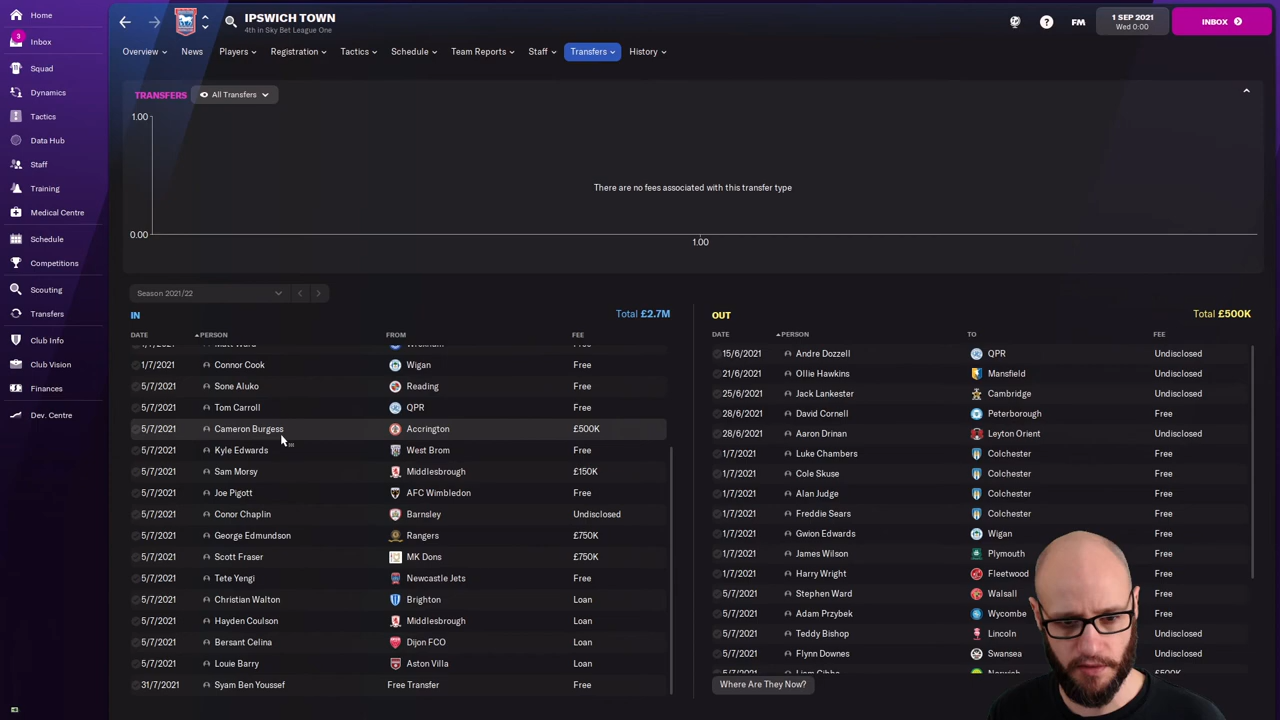 Home
3
Inbox
Squad
Dynamics
Tactics
Data Hub
Staff
Training
Medical Centre
Schedule
Competitions
Scouting
Transfers
Club Info
Club Vision
Finances
Dev. Centre
IPSWICH TOWN
4th in Sky Bet League One
FM
1 SEP 2021
Wed 0:00
INBOX
Overview
News
Players
Registration
Tactics
Schedule
Team Reports
Staff
Transfers
History
TRANSFERS
All Transfers
1.00
There are no fees associated with this transfer type
0.00
1.00
Season 2021/22
IN Total £2.7M
DATE PERSON FROM FEE
1/7/2021 Matt Ward Wrexham Free
1/7/2021 Connor Cook Wigan Free
5/7/2021 Sone Aluko Reading Free
5/7/2021 Tom Carroll QPR Free
5/7/2021 Cameron Burgess Accrington £500K
5/7/2021 Kyle Edwards West Brom Free
5/7/2021 Sam Morsy Middlesbrough £150K
5/7/2021 Joe Pigott AFC Wimbledon Free
5/7/2021 Conor Chaplin Barnsley Undisclosed
5/7/2021 George Edmundson Rangers £750K
5/7/2021 Scott Fraser MK Dons £750K
5/7/2021 Tete Yengi Newcastle Jets Free
5/7/2021 Christian Walton Brighton Loan
5/7/2021 Hayden Coulson Middlesbrough Loan
5/7/2021 Bersant Celina Dijon FCO Loan
5/7/2021 Louie Barry Aston Villa Loan
31/7/2021 Syam Ben Youssef Free Transfer Free
OUT Total £500K
DATE PERSON TO FEE
15/6/2021 Andre Dozzell QPR Undisclosed
21/6/2021 Ollie Hawkins Mansfield Undisclosed
25/6/2021 Jack Lankester Cambridge Undisclosed
28/6/2021 David Cornell Peterborough Free
28/6/2021 Aaron Drinan Leyton Orient Undisclosed
1/7/2021 Luke Chambers Colchester Free
1/7/2021 Cole Skuse Colchester Free
1/7/2021 Alan Judge Colchester Free
1/7/2021 Freddie Sears Colchester Free
1/7/2021 Gwion Edwards Wigan Free
1/7/2021 James Wilson Plymouth Free
1/7/2021 Harry Wright Fleetwood Free
5/7/2021 Stephen Ward Walsall Free
5/7/2021 Adam Przybek Wycombe Free
5/7/2021 Teddy Bishop Lincoln Undisclosed
5/7/2021 Flynn Downes Swansea Undisclosed
5/7/2021 Liam Gibbs Norwich £500K
Where Are They Now?